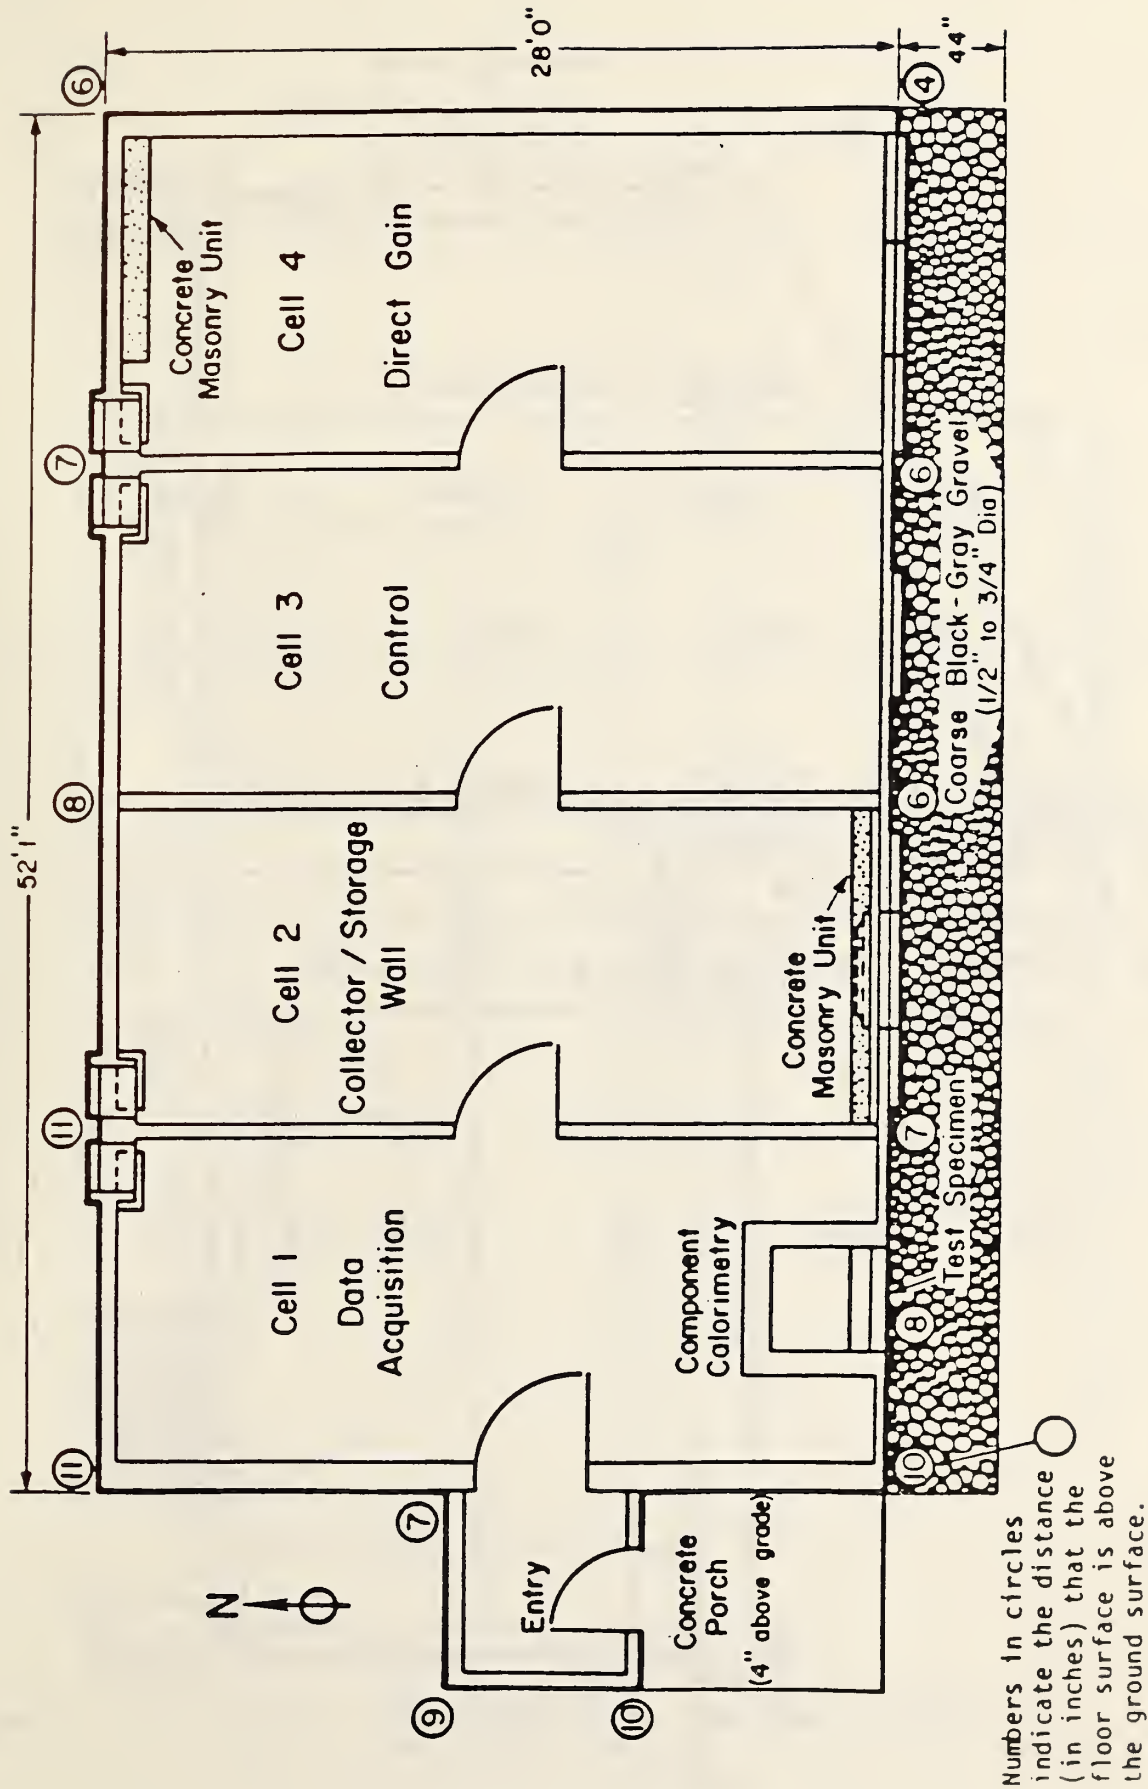 52'1"
11
11
8
7
6
28'0"
44"
N
Cell 1
Data
Acquisition
Cell 2
Collector / Storage
Wall
Cell 3
Control
Cell 4
Direct Gain
Concrete
Masonry Unit
Component
Calorimetry
Concrete
Masonry Unit
9
7
10
Entry
Concrete
Porch
(4" above grade)
10
8
7
6
6
4
Test Specimen
Coarse Black-Gray Gravel
(1/2" to 3/4" Dia)
Numbers in circles
indicate the distance
(in inches) that the
floor surface is above
the ground surface.